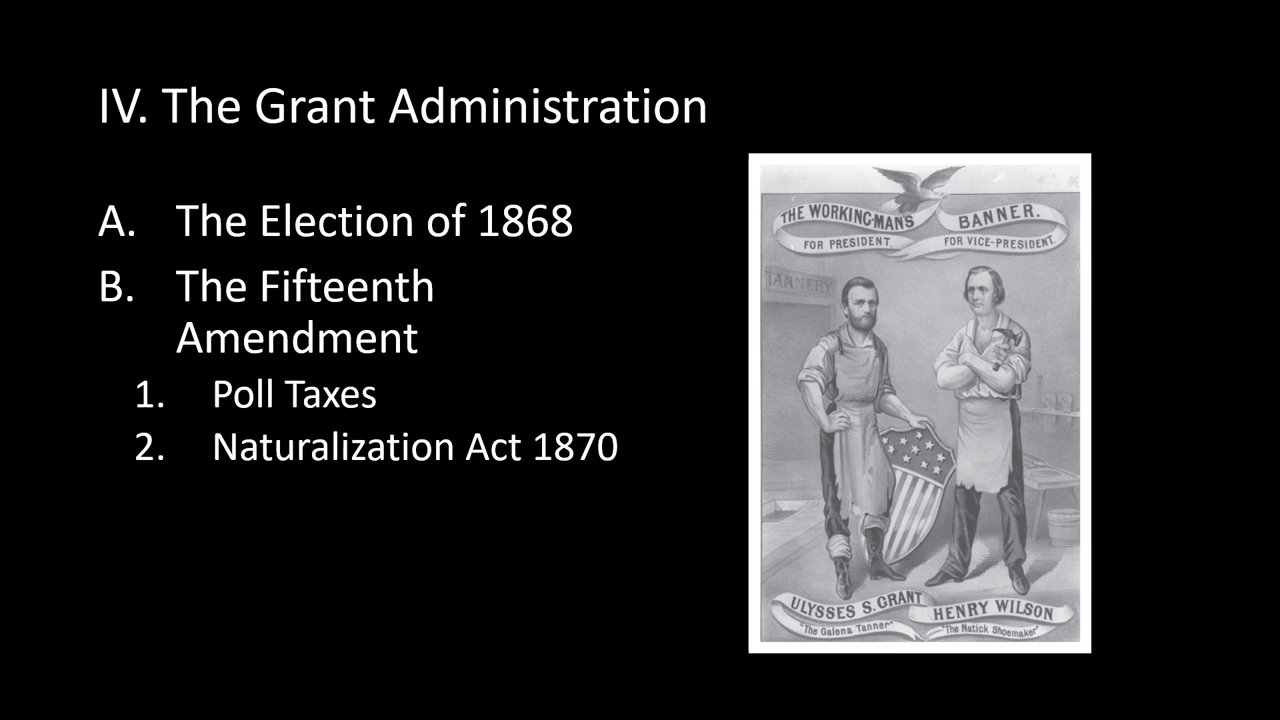 IV. The Grant Administration
A. The Election of 1868
B. The Fifteenth
Amendment
1. Poll Taxes
2. Naturalization Act 1870
THE WORKING-MAN'S BANNER.
FOR PRESIDENT. FOR VICE-PRESIDENT.
TANNERY
ULYSSES S. GRANT HENRY WILSON
"The Galena Tanner" "The Natick Shoemaker"